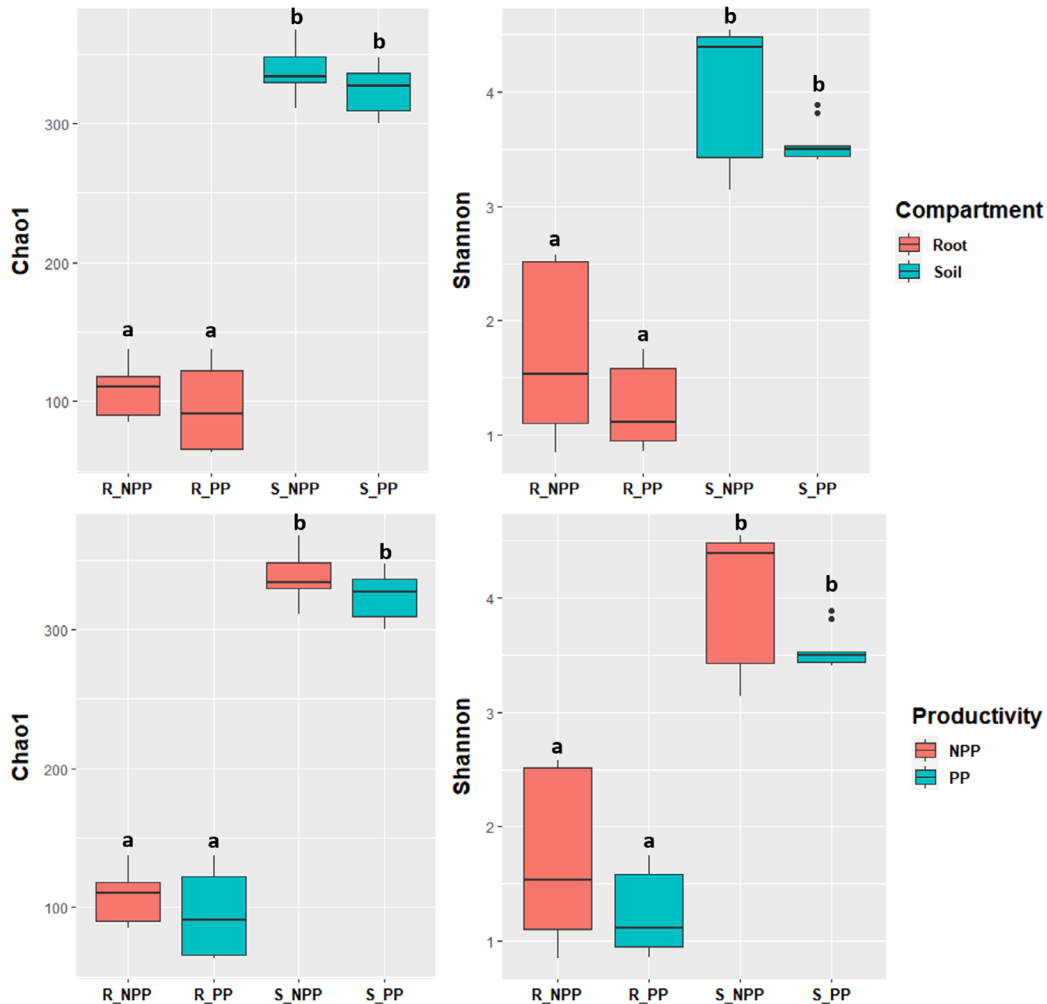 b
b
a
a
Chao1
300
200
100
R_NPP R_PP S_NPP S_PP
b
b
a
a
Shannon
4
3
2
1
R_NPP R_PP S_NPP S_PP
Compartment
Root
Soil
b
b
a
a
Chao1
300
200
100
R_NPP R_PP S_NPP S_PP
b
b
a
a
Shannon
4
3
2
1
R_NPP R_PP S_NPP S_PP
Productivity
NPP
PP